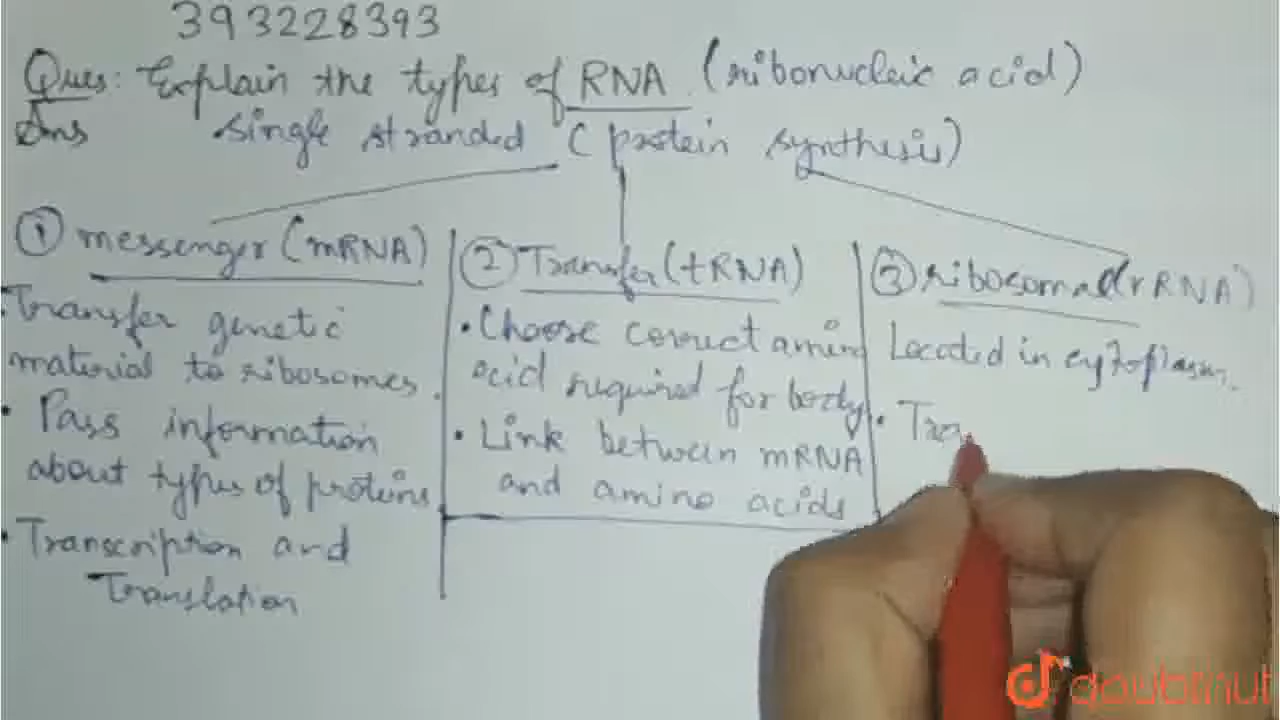 393228393
Ques: Explain the types of RNA (ribonucleic acid)
Ans single stranded (protein synthesis)
① messenger (mRNA)
• Transfer genetic
material to ribosomes.
• Pass information
about types of proteins
• Transcription and
Translation
② Transfer (tRNA)
• Choose correct amino
acid required for body
• Link between mRNA
and amino acids
③ ribosomal (rRNA)
Located in cytoplasm.
• Tra
doubtnut